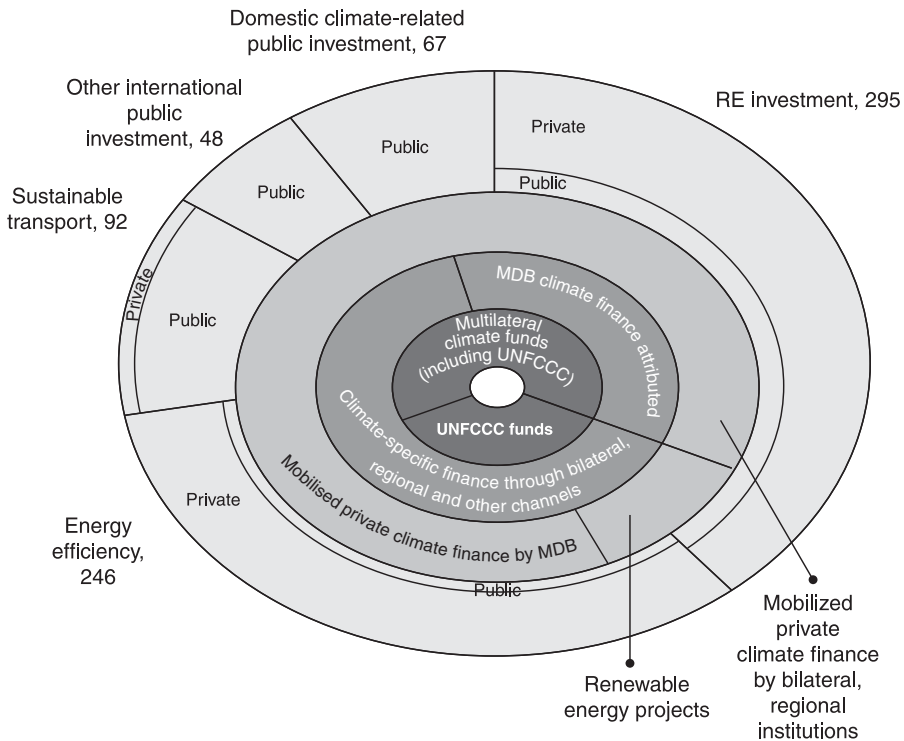 Domestic climate-related
public investment, 67
Other international
public
investment, 48
RE investment, 295
Sustainable
transport, 92
Private
Public
Public
Public
Private
Public
MDB climate finance attributed
Multilateral
climate funds
(including UNFCCC)
UNFCCC funds
Climate-specific finance through bilateral,
regional and other channels
Mobilised private climate finance by MDB
Private
Public
Energy
efficiency,
246
Renewable
energy projects
Mobilized
private
climate finance
by bilateral,
regional
institutions